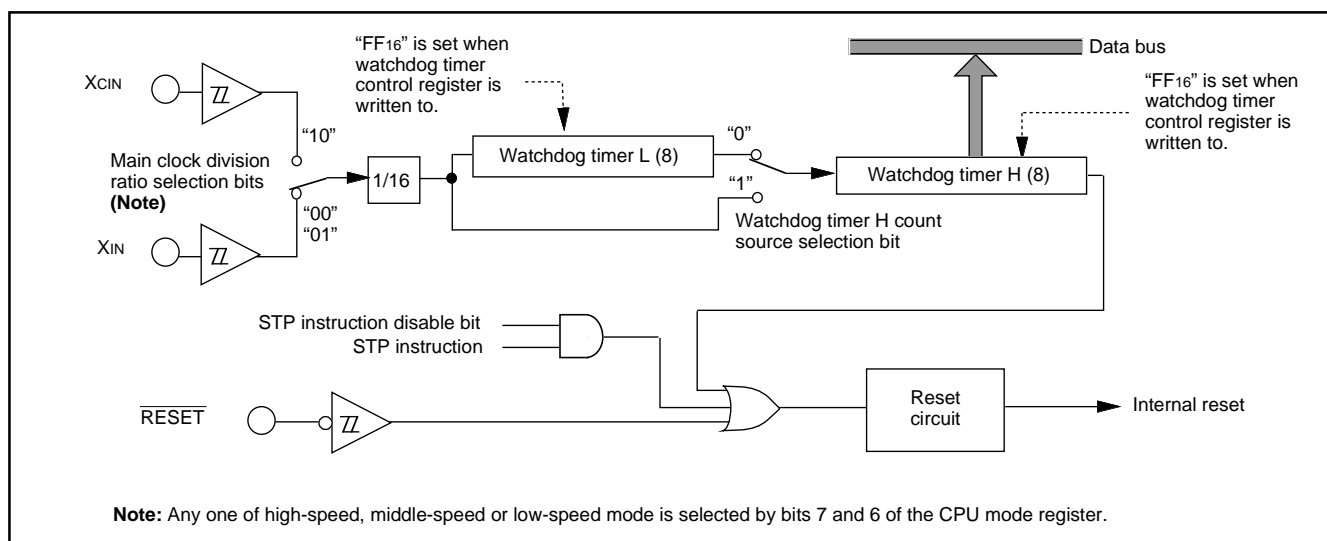 “FF16” is set when
watchdog timer
control register is
written to.
Data bus
“FF16” is set when
watchdog timer
control register is
written to.
XCIN
“10”
Main clock division
ratio selection bits
(Note)
“00”
“01”
XIN
1/16
Watchdog timer L (8)
“0”
“1”
Watchdog timer H count
source selection bit
Watchdog timer H (8)
STP instruction disable bit
STP instruction
RESET
Reset
circuit
Internal reset
Note: Any one of high-speed, middle-speed or low-speed mode is selected by bits 7 and 6 of the CPU mode register.